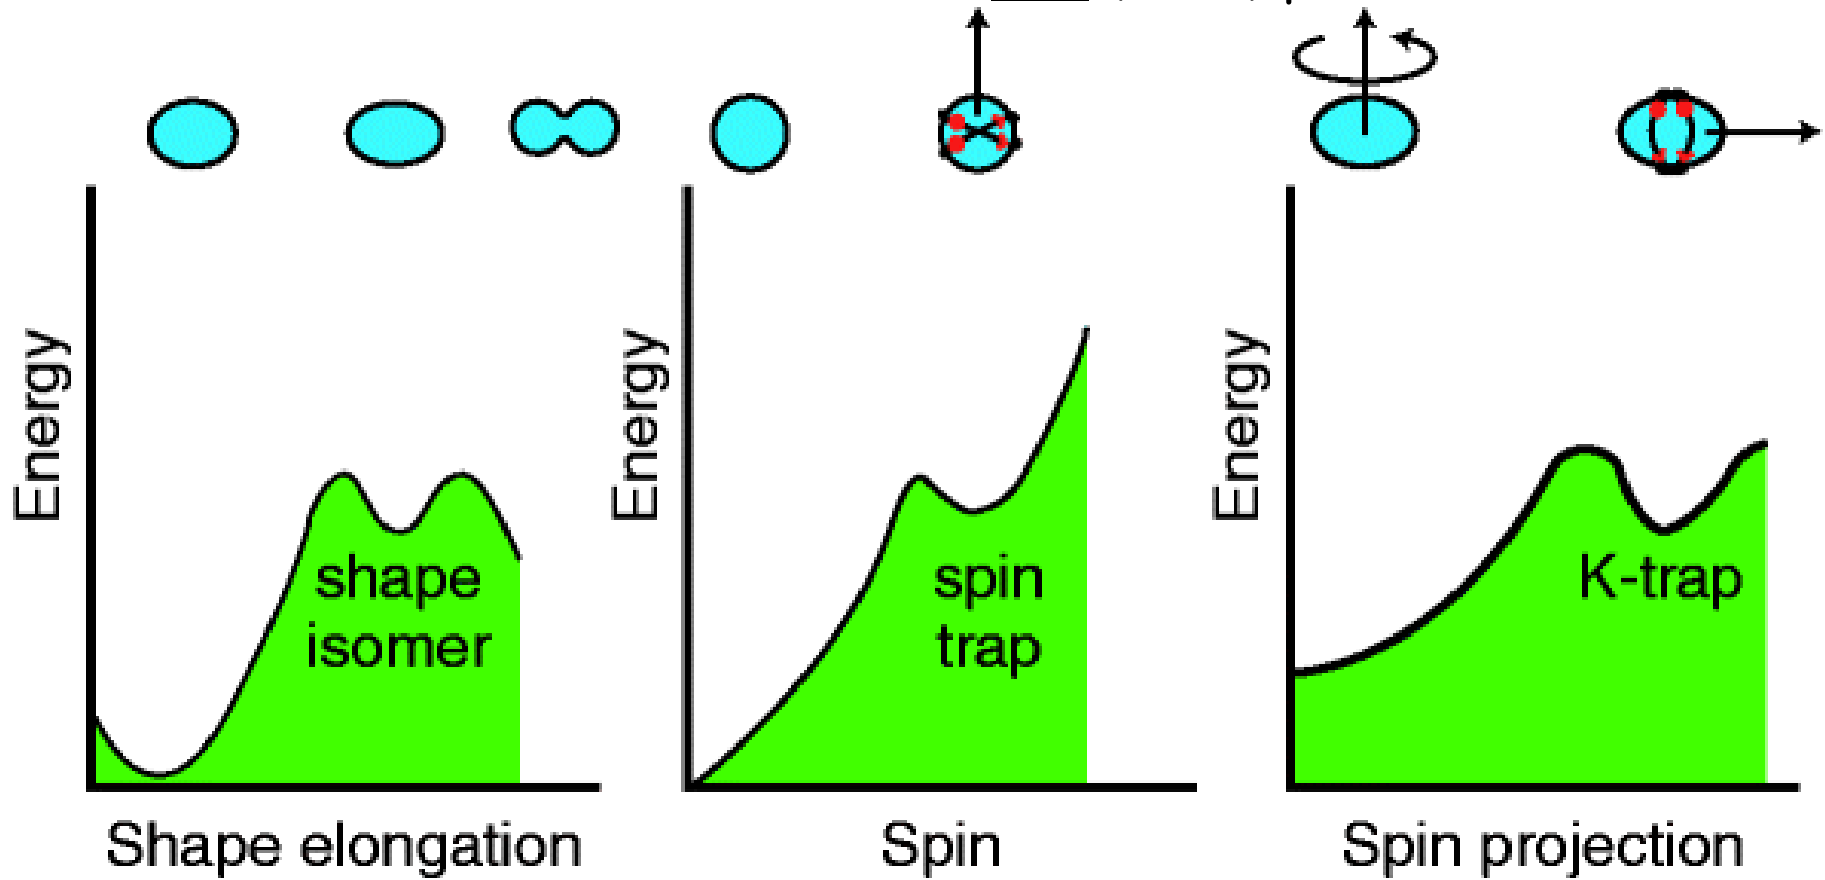 Energy
shape
isomer
Shape elongation
Energy
spin
trap
Spin
Energy
K-trap
Spin projection